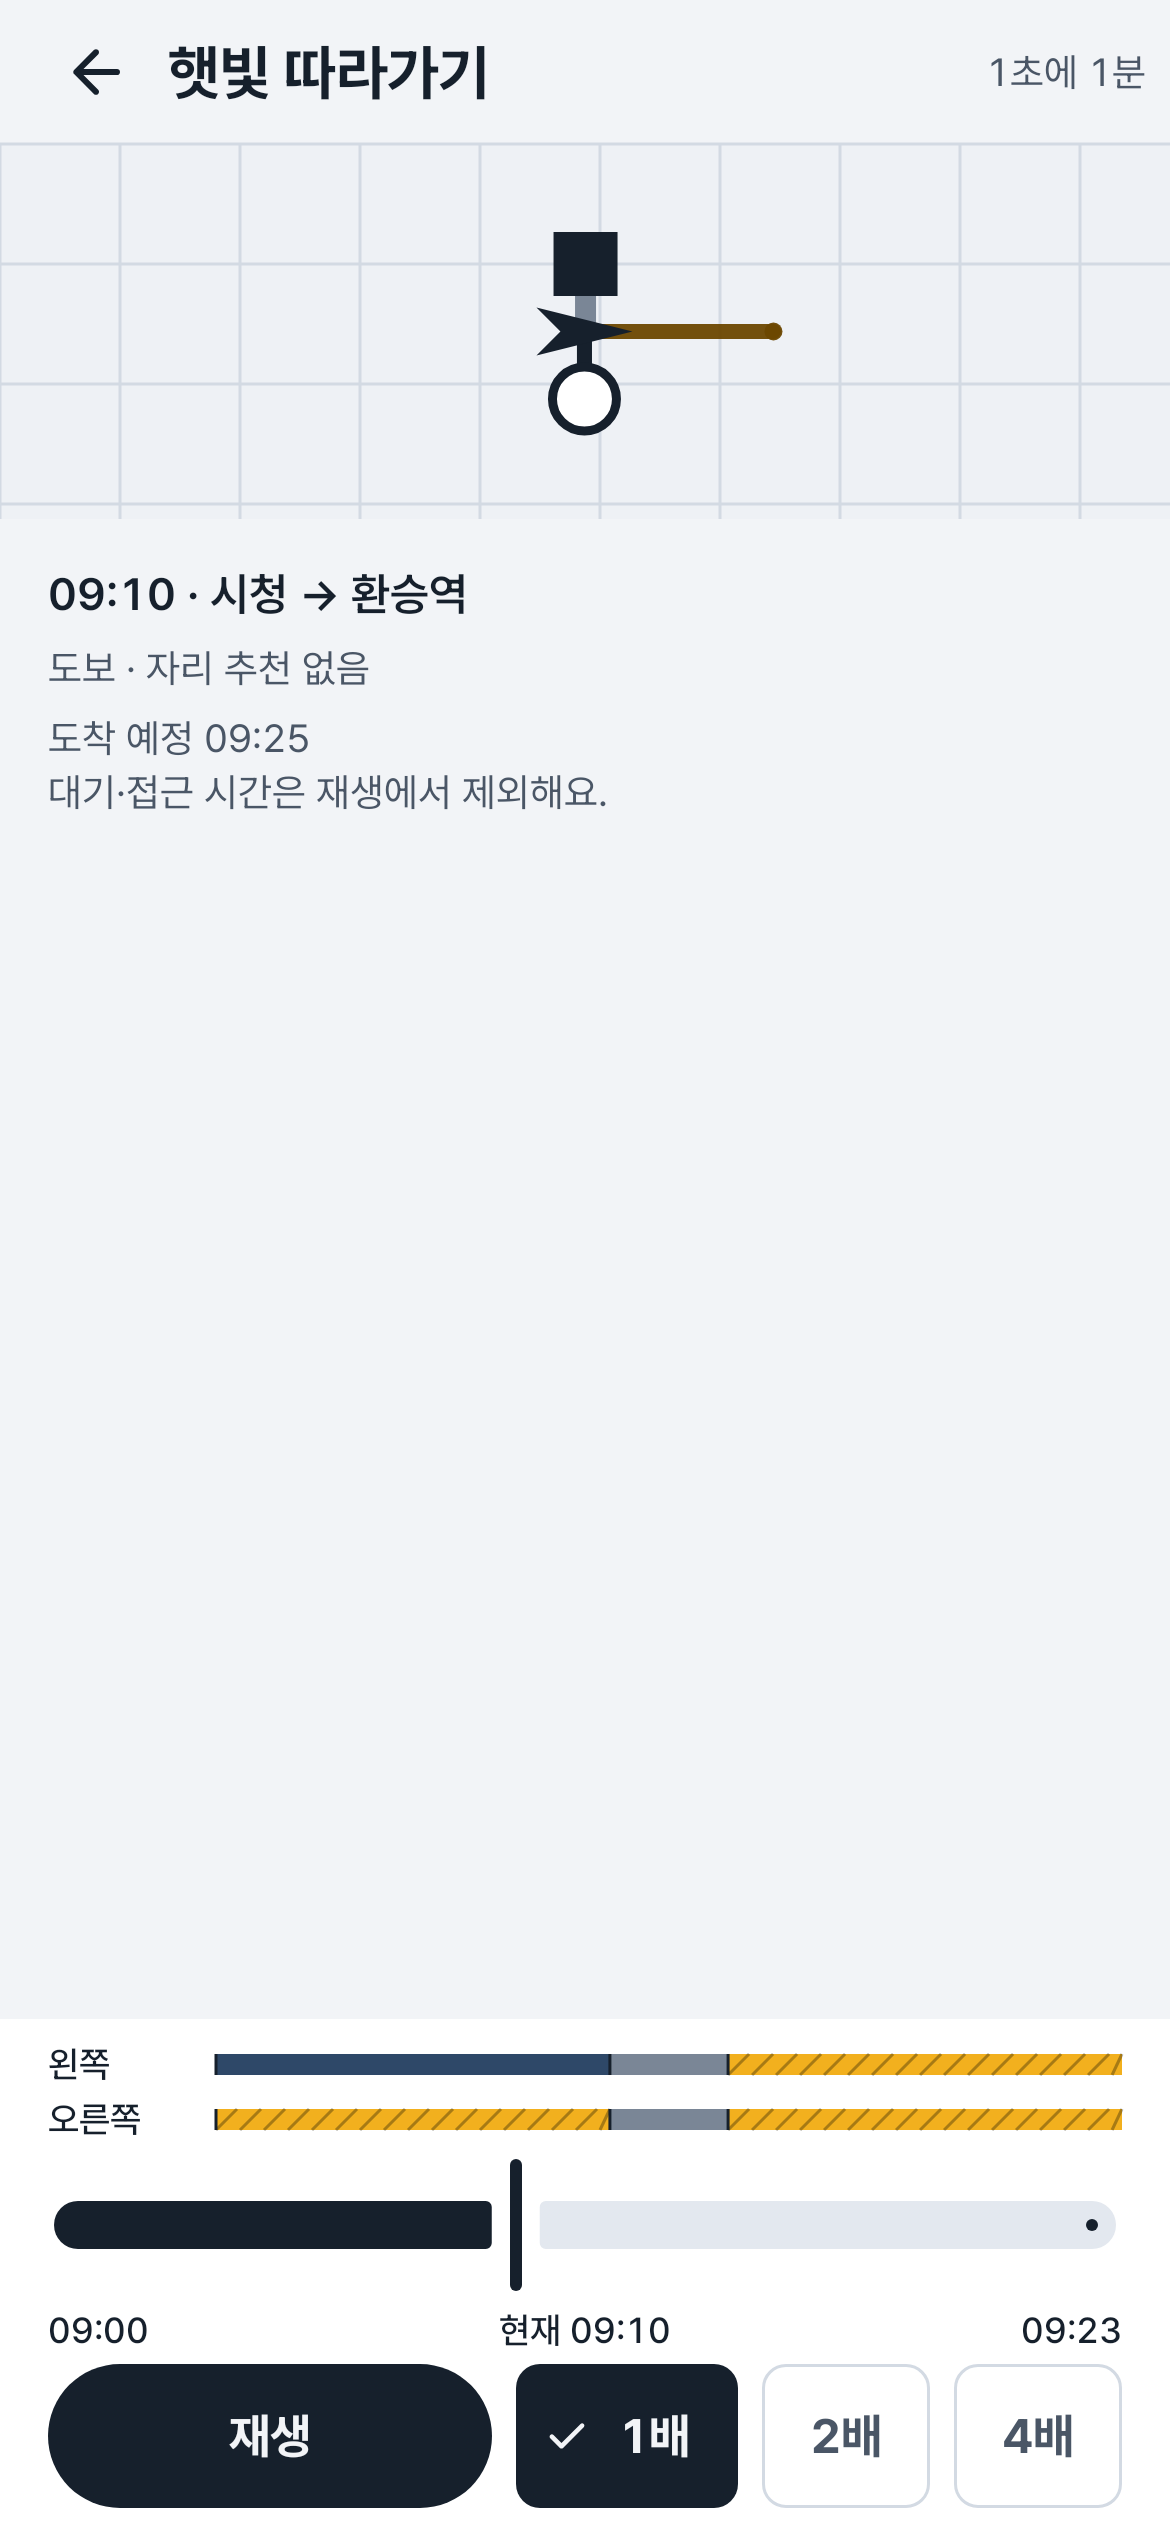 햇빛 따라가기
1초에 1분
09:10 · 시청 → 환승역
도보 · 자리 추천 없음
도착 예정 09:25
대기·접근 시간은 재생에서 제외해요.
왼쪽
오른쪽
09:00 현재 09:10 09:23
재생 1배 2배 4배